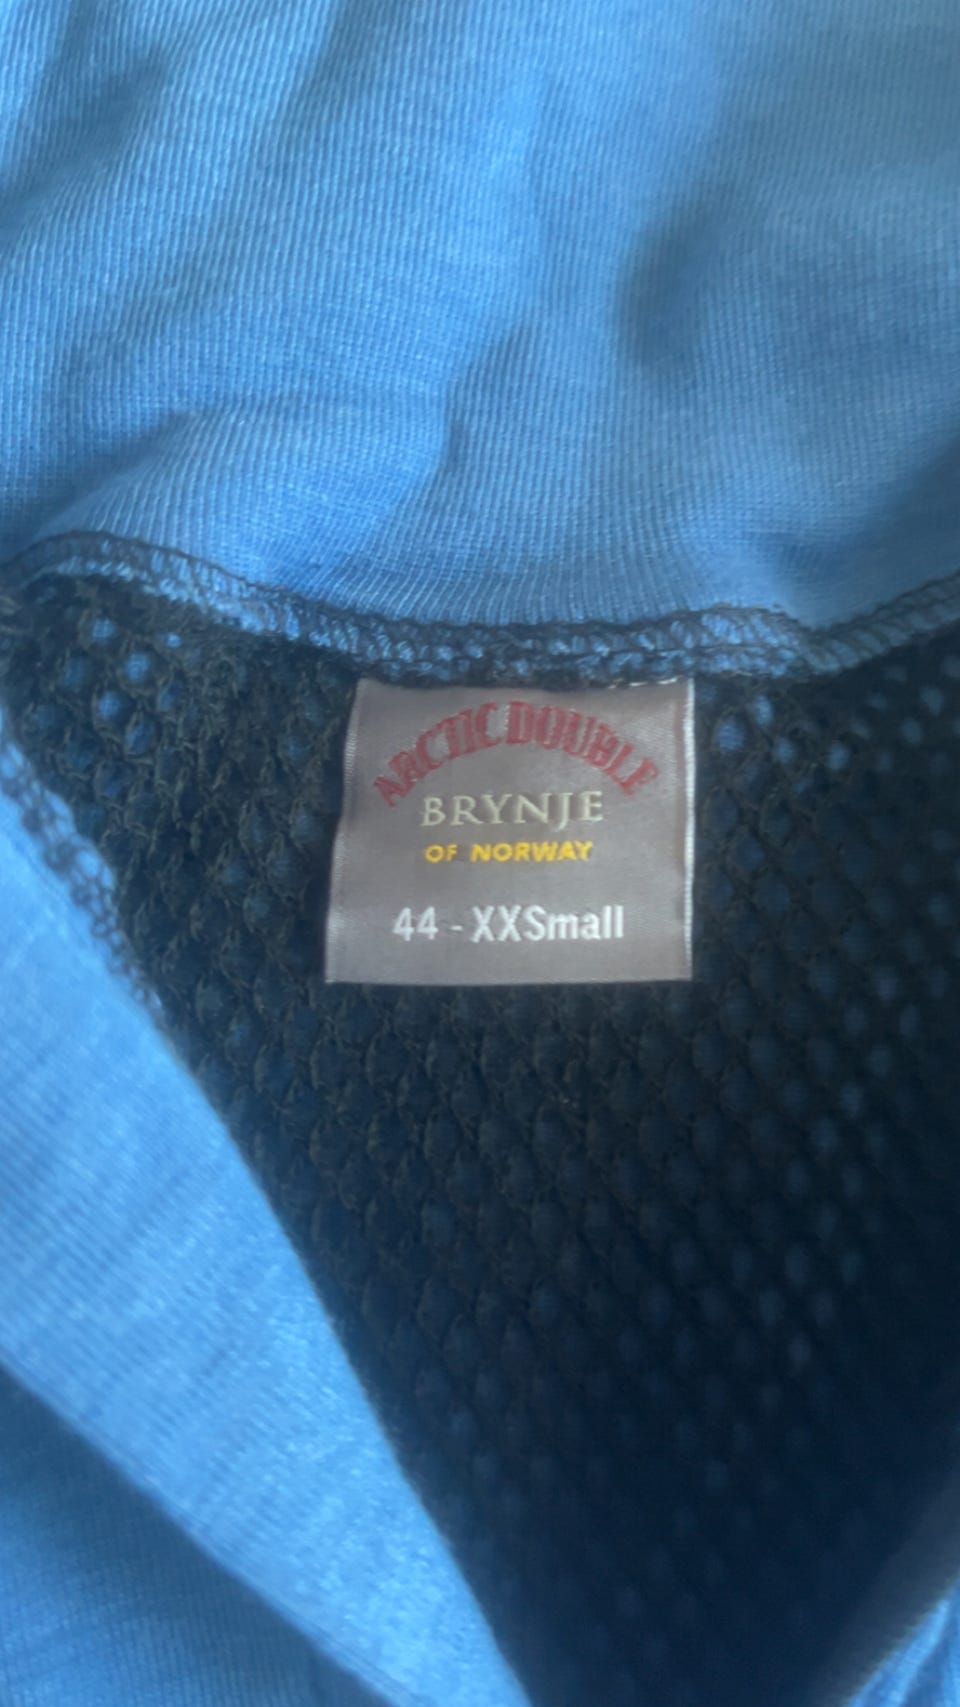 ARCTIC DOUBLE
BRYNJE
OF NORWAY
44 - XXSmall